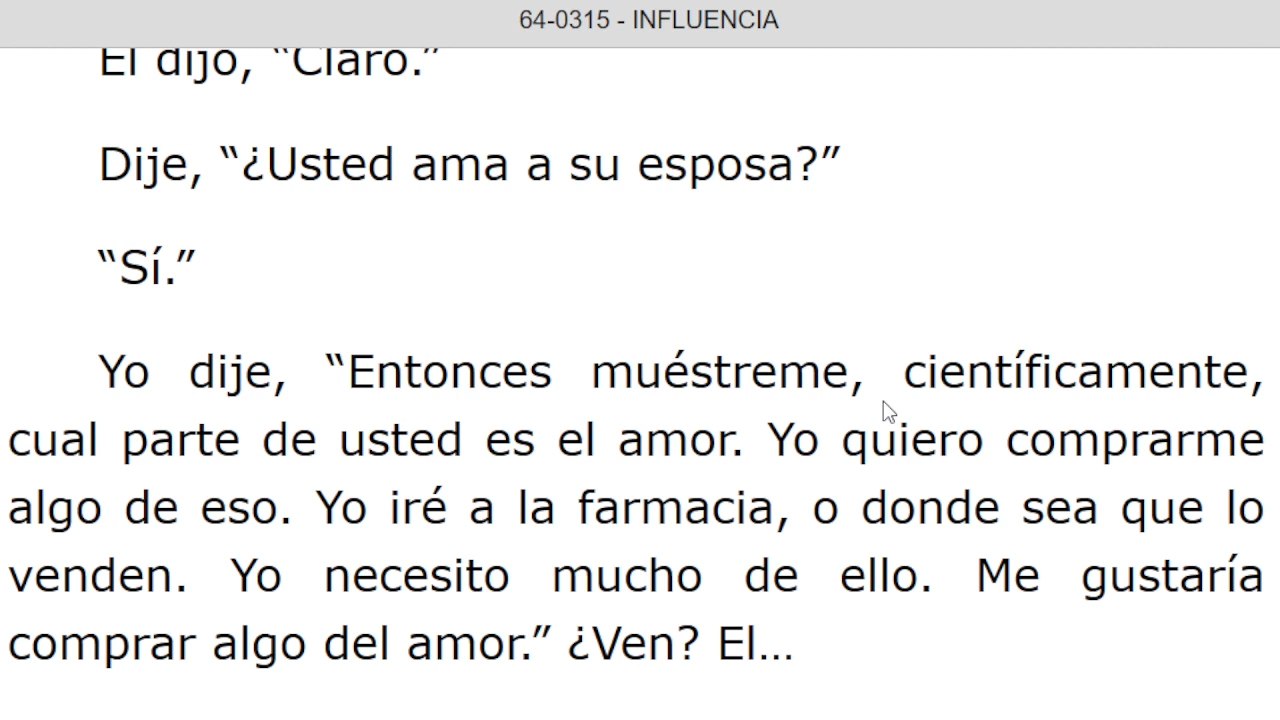 64-0315 - INFLUENCIA
El dijo, “Claro.”
Dije, “¿Usted ama a su esposa?”
“Sí.”
Yo dije, “Entonces muéstreme, científicamente,
cual parte de usted es el amor. Yo quiero comprarme
algo de eso. Yo iré a la farmacia, o donde sea que lo
venden. Yo necesito mucho de ello. Me gustaría
comprar algo del amor.” ¿Ven? El...